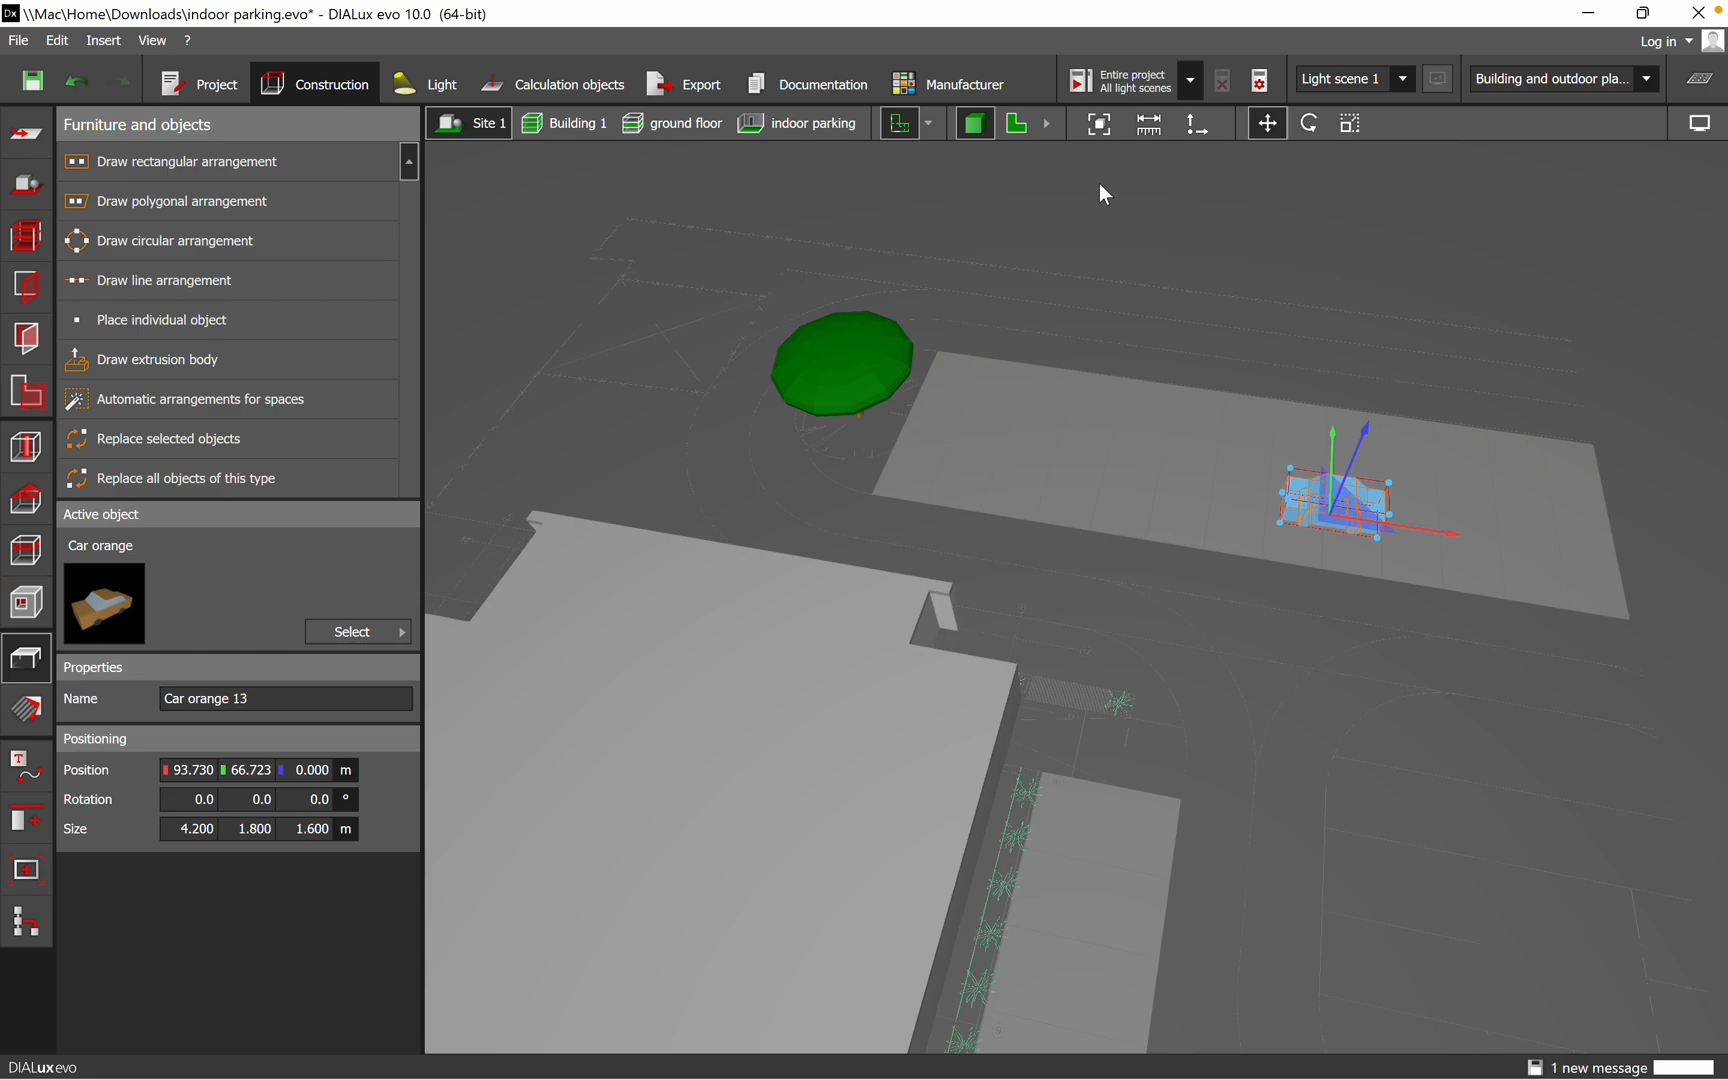 Dx \\Mac\Home\Downloads\indoor parking.evo* - DIALux evo 10.0  (64-bit)
File Edit Insert View ? Log in
Project Construction Light Calculation objects Export Documentation Manufacturer Entire project All light scenes Light scene 1 Building and outdoor pla...
Furniture and objects Site 1 Building 1 ground floor indoor parking
Draw rectangular arrangement
Draw polygonal arrangement
Draw circular arrangement
Draw line arrangement
Place individual object
Draw extrusion body
Automatic arrangements for spaces
Replace selected objects
Replace all objects of this type
Active object
Car orange
Select
Properties
Name Car orange 13
Positioning
Position 93.730 66.723 0.000 m
Rotation 0.0 0.0 0.0 °
Size 4.200 1.800 1.600 m
T
DIALux evo 1 new message